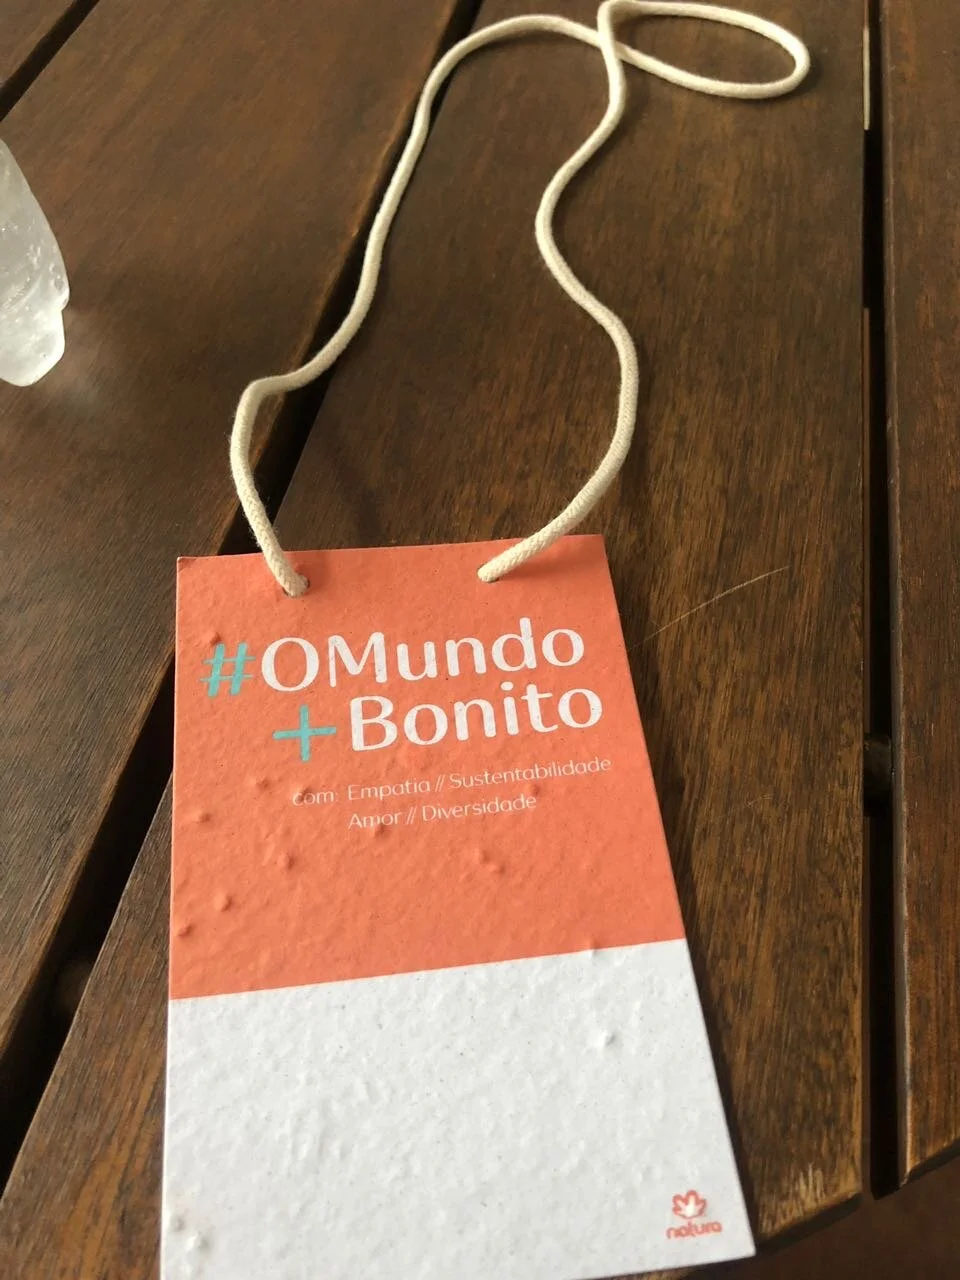 #OMundo
+Bonito
com: Empatia // Sustentabilidade
Amor // Diversidade
natura